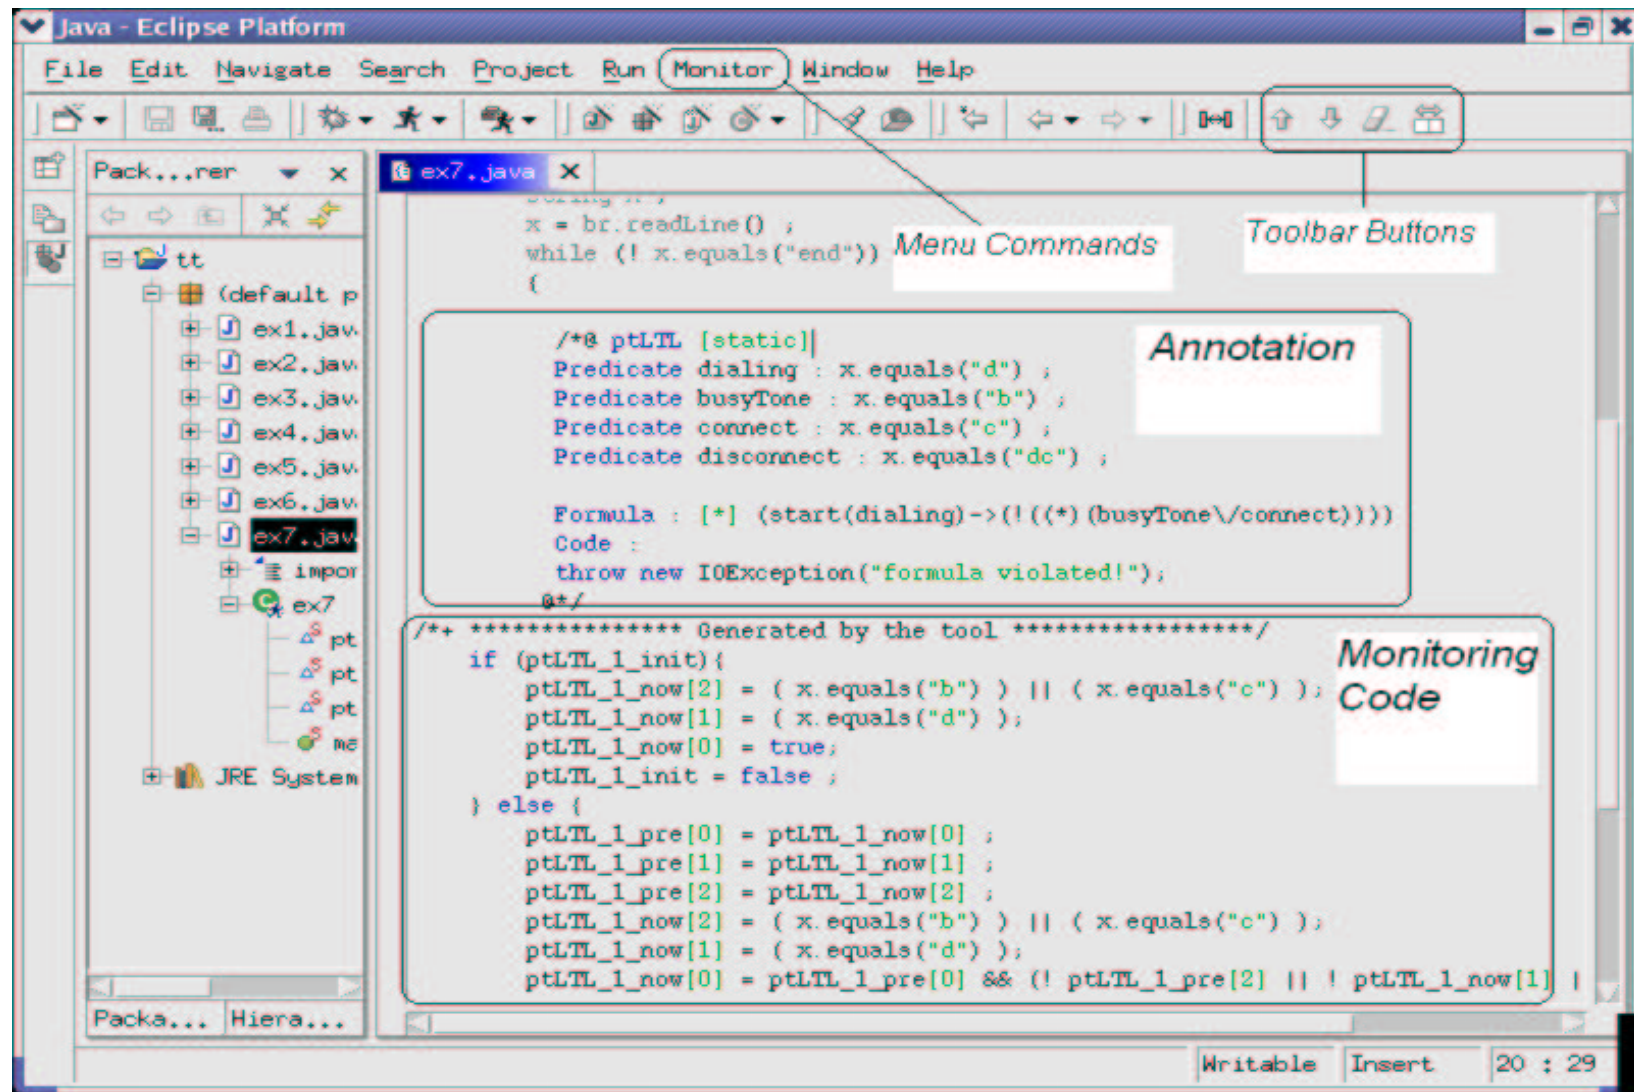 Java - Eclipse Platform
File Edit Navigate Search Project Run Monitor Window Help
Pack...rer
ex7.java
tt
(default p
ex1.jav
ex2.jav
ex3.jav
ex4.jav
ex5.jav
ex6.jav
ex7.jav
impor
ex7
pt
pt
pt
ma
JRE System
Packa... Hiera...
String x ;
x = br.readLine() ;
while (! x.equals("end"))
{
Menu Commands
Toolbar Buttons
/*@ ptLTL [static]
Predicate dialing : x.equals("d") ;
Predicate busyTone : x.equals("b") ;
Predicate connect : x.equals("c") ;
Predicate disconnect : x.equals("dc") ;
Formula : [*] (start(dialing)->(!((*)(busyTone\/connect))))
Code :
throw new IOException("formula violated!");
@*/
Annotation
/*+ *************** Generated by the tool *****************/
if (ptLTL_1_init){
ptLTL_1_now[2] = ( x.equals("b") ) || ( x.equals("c") );
ptLTL_1_now[1] = ( x.equals("d") );
ptLTL_1_now[0] = true;
ptLTL_1_init = false ;
} else {
ptLTL_1_pre[0] = ptLTL_1_now[0] ;
ptLTL_1_pre[1] = ptLTL_1_now[1] ;
ptLTL_1_pre[2] = ptLTL_1_now[2] ;
ptLTL_1_now[2] = ( x.equals("b") ) || ( x.equals("c") );
ptLTL_1_now[1] = ( x.equals("d") );
ptLTL_1_now[0] = ptLTL_1_pre[0] && (! ptLTL_1_pre[2] || ! ptLTL_1_now[1] |
Monitoring
Code
Writable Insert 20 : 29